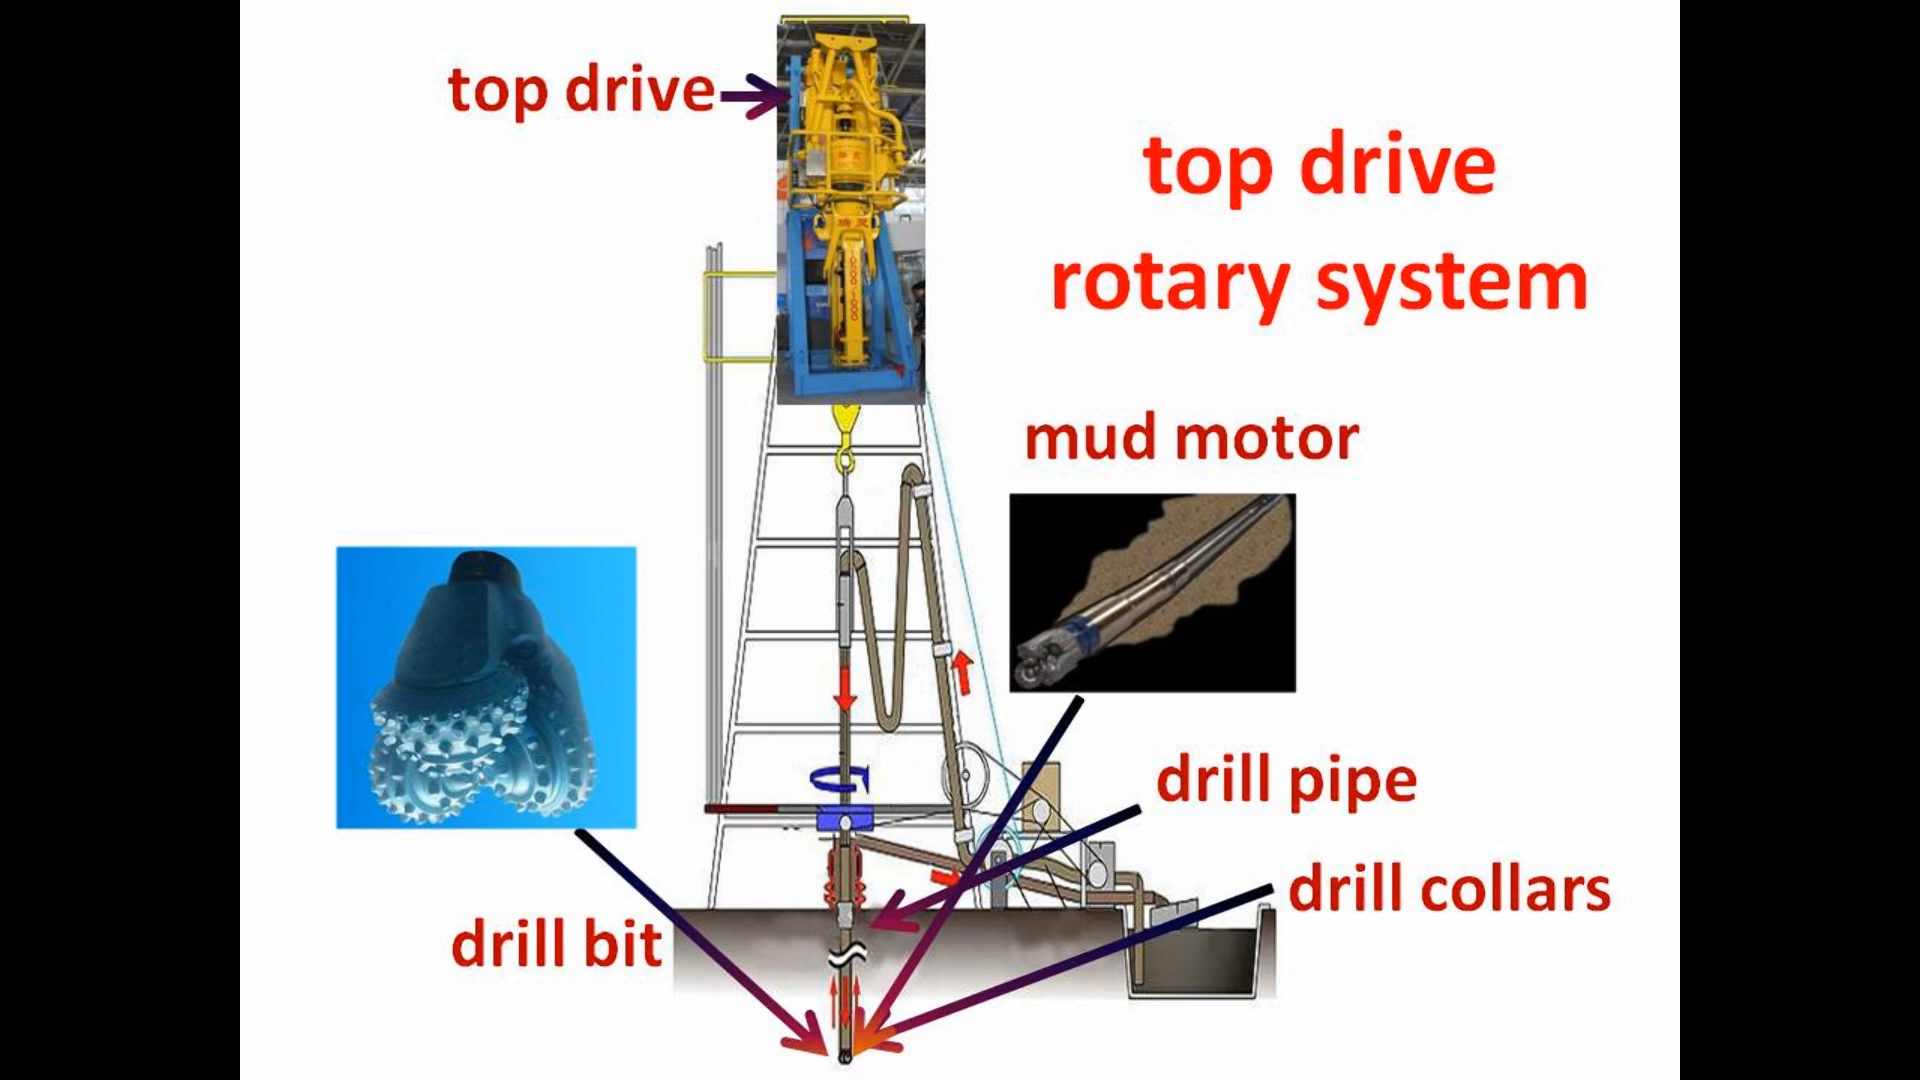 top drive
top drive
rotary system
mud motor
drill pipe
drill collars
drill bit